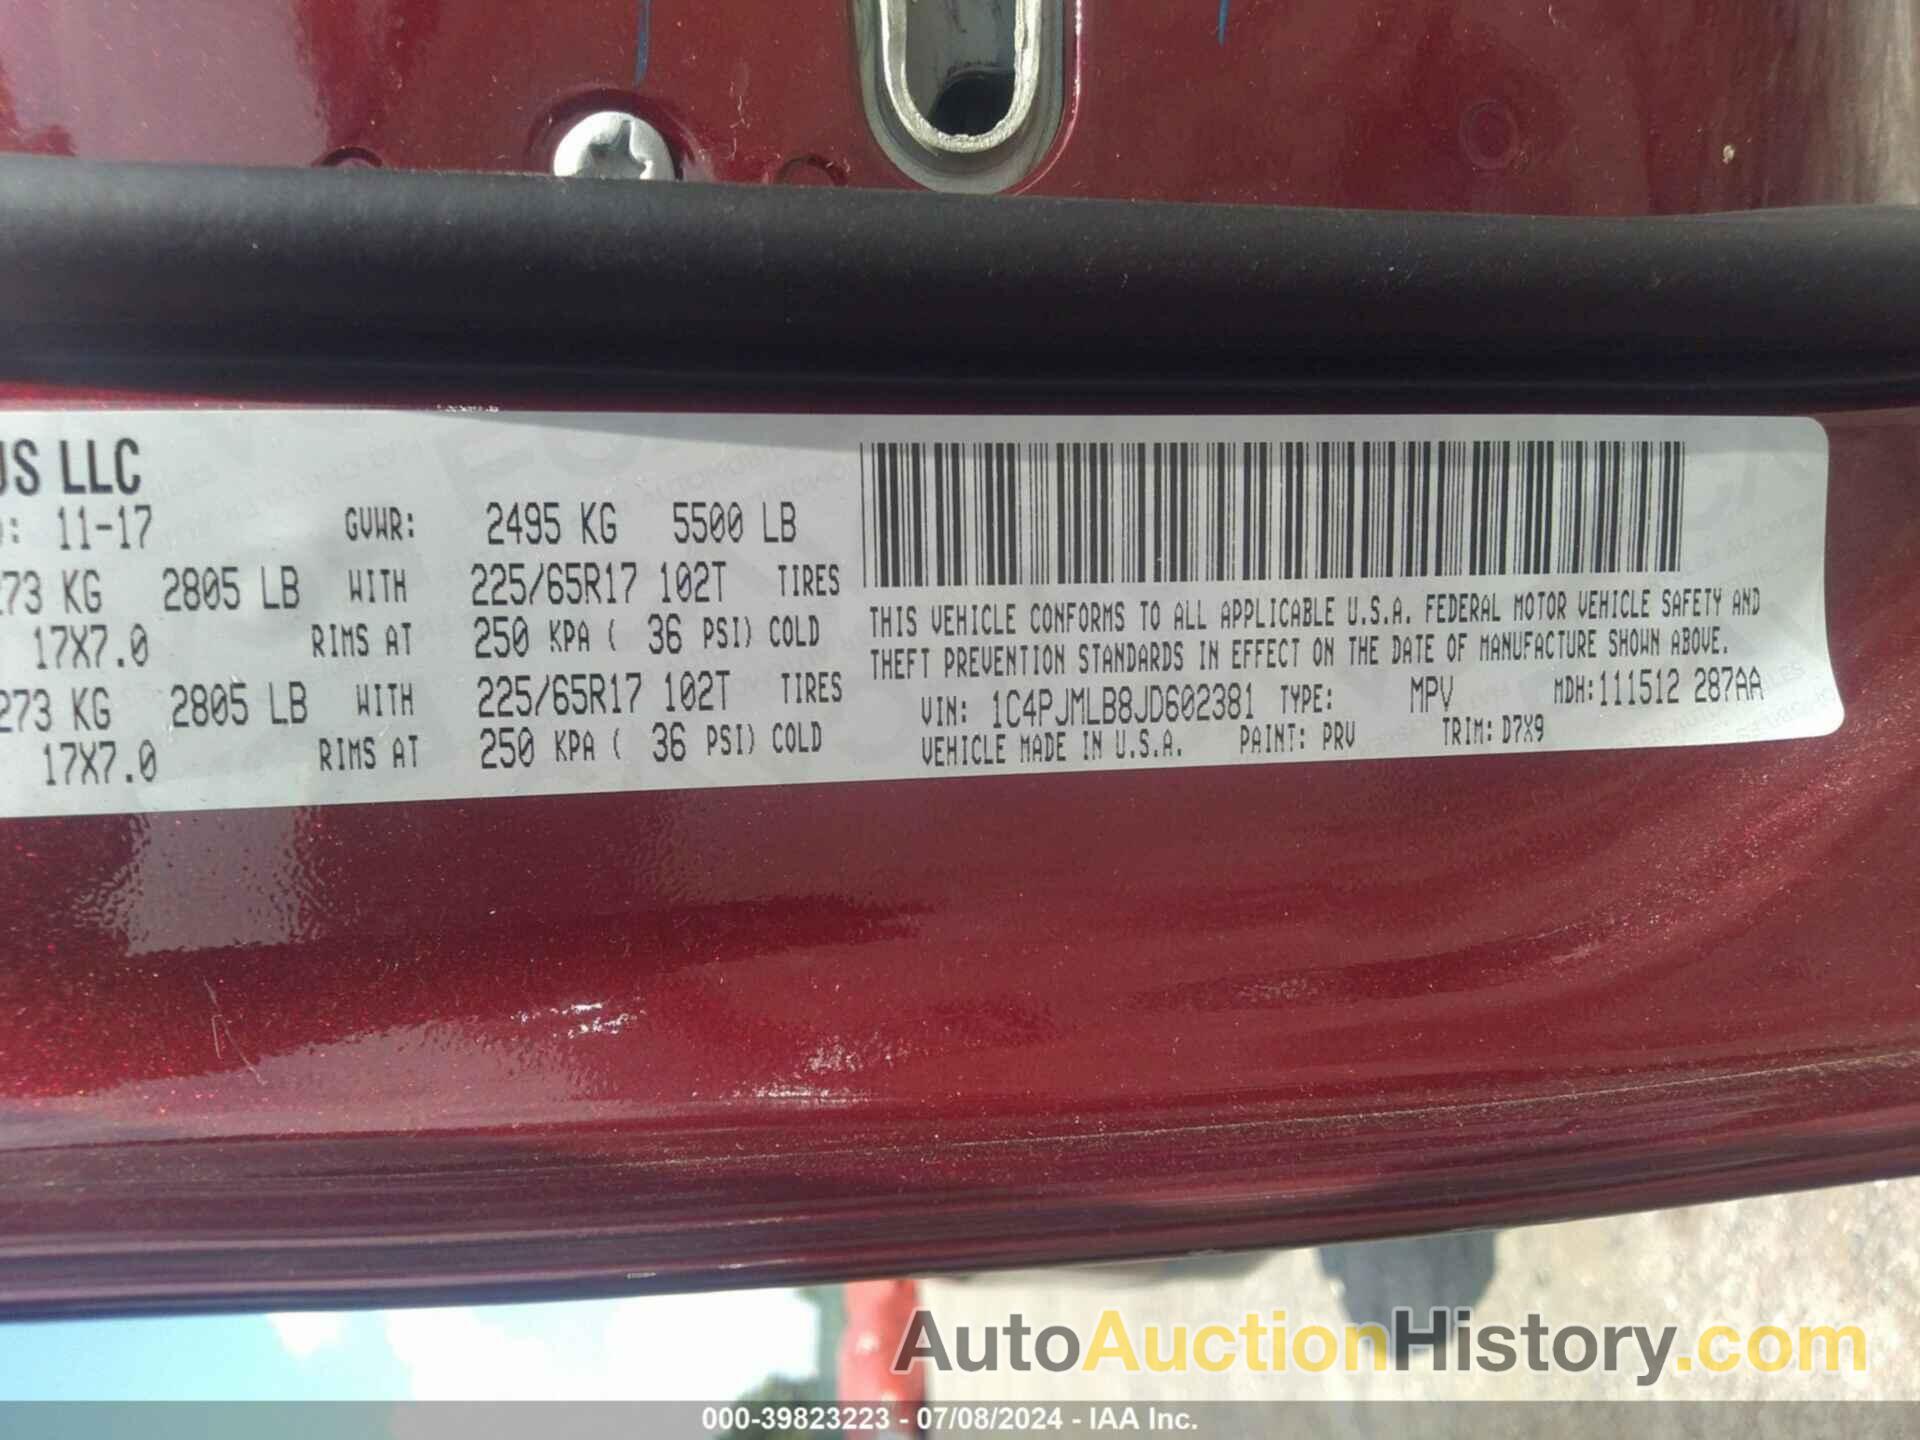 US LLC
: 11-17 GVWR: 2495 KG 5500 LB
273 KG 2805 LB WITH 225/65R17 102T TIRES
17X7.0 RIMS AT 250 KPA ( 36 PSI) COLD
273 KG 2805 LB WITH 225/65R17 102T TIRES
17X7.0 RIMS AT 250 KPA ( 36 PSI) COLD
THIS VEHICLE CONFORMS TO ALL APPLICABLE U.S.A. FEDERAL MOTOR VEHICLE SAFETY AND
THEFT PREVENTION STANDARDS IN EFFECT ON THE DATE OF MANUFACTURE SHOWN ABOVE.
VIN: 1C4PJMLB8JD602381 TYPE: MPV MDH:111512 287AA
VEHICLE MADE IN U.S.A. PAINT: PRV TRIM: D7X9
AutoAuctionHistory.com
000-39823223 - 07/08/2024 - IAA Inc.